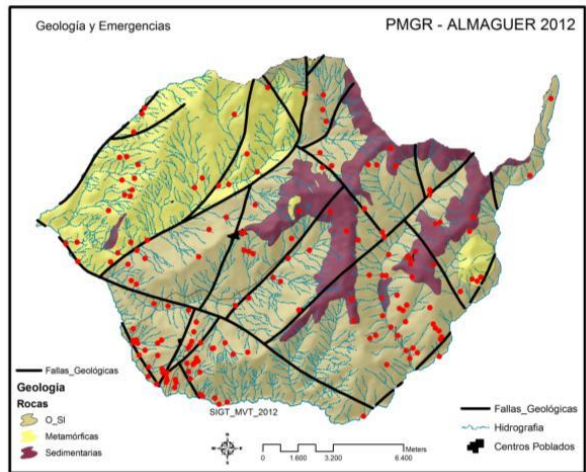 Geología y Emergencias
PMGR - ALMAGUER 2012
Fallas_Geológicas
Geología
Rocas
O_SI
Metamórficas
Sedimentarias
SIGT_MVT_2012
Meters
0 1.600 3.200 6.400
Fallas_Geológicas
Hidrografia
Centros Poblados